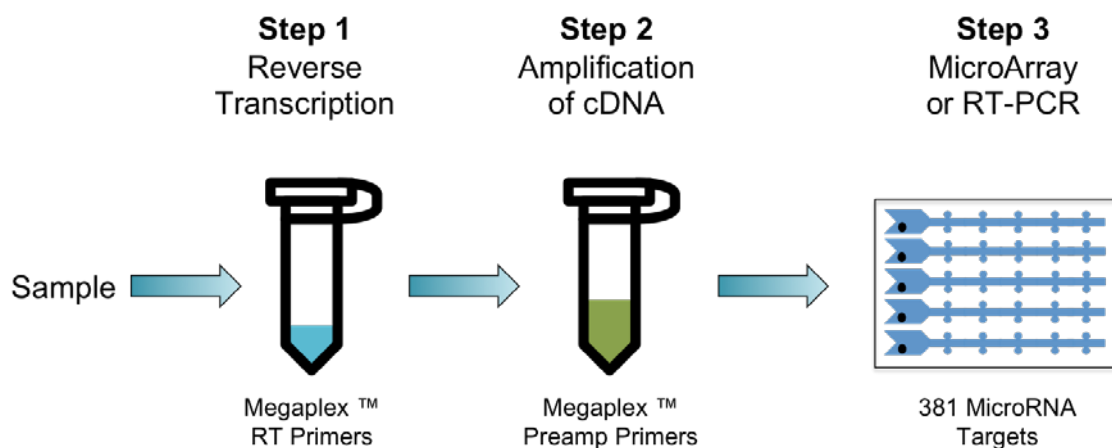 Step 1
Reverse
Transcription
Step 2
Amplification
of cDNA
Step 3
MicroArray
or RT-PCR
Sample
Megaplex ™
RT Primers
Megaplex ™
Preamp Primers
381 MicroRNA
Targets